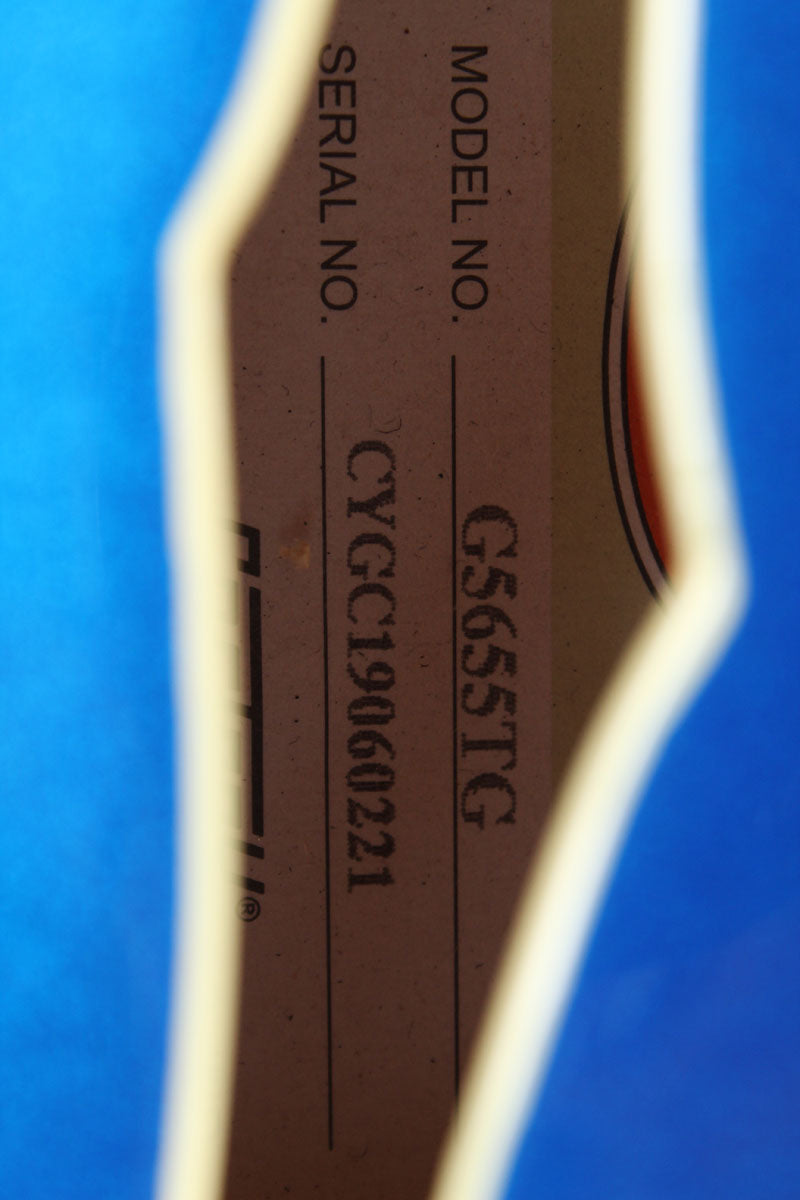 MODEL NO. G5655TG
SERIAL NO. CYGC19060221
®